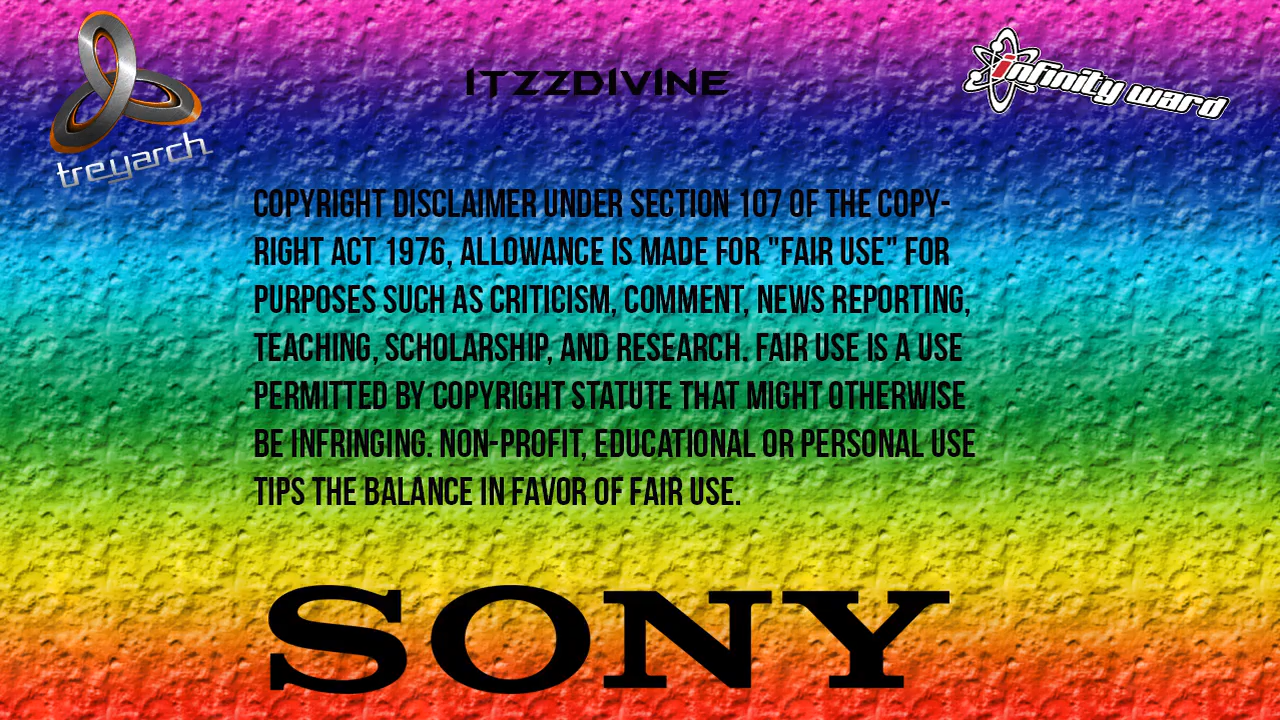 treyarch
ITZZDIVINE
infinity ward
COPYRIGHT DISCLAIMER UNDER SECTION 107 OF THE COPY-
RIGHT ACT 1976, ALLOWANCE IS MADE FOR "FAIR USE" FOR
PURPOSES SUCH AS CRITICISM, COMMENT, NEWS REPORTING,
TEACHING, SCHOLARSHIP, AND RESEARCH. FAIR USE IS A USE
PERMITTED BY COPYRIGHT STATUTE THAT MIGHT OTHERWISE
BE INFRINGING. NON-PROFIT, EDUCATIONAL OR PERSONAL USE
TIPS THE BALANCE IN FAVOR OF FAIR USE.
SONY